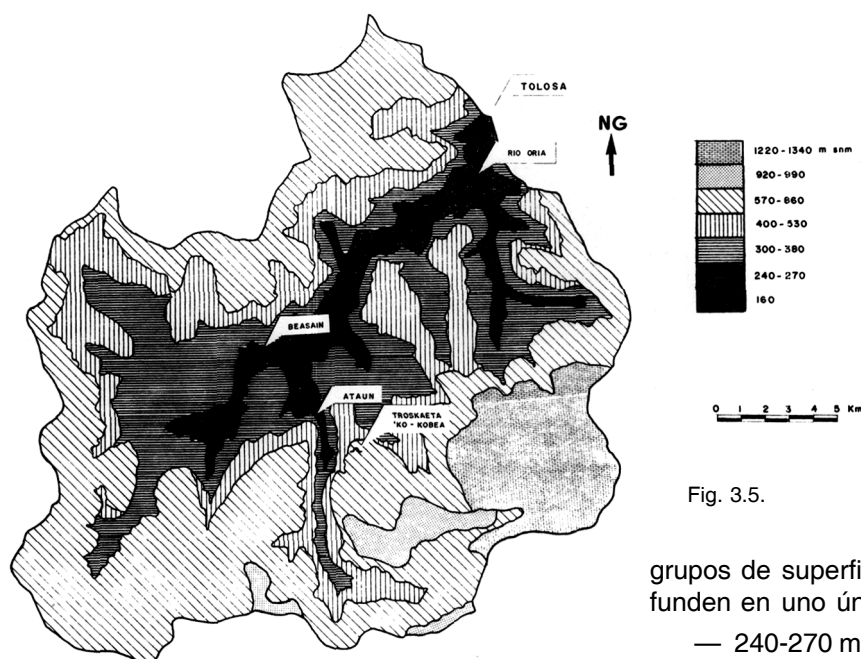 TOLOSA
RIO ORIA
NG
BEASAIN
ATAUN
TROSKAETA
'KO - KOBEA
1220-1340 m snm
920-990
570-860
400-530
300-380
240-270
160
0 1 2 3 4 5 Km
Fig. 3.5.
grupos de superfi
funden en uno ún
— 240-270 m